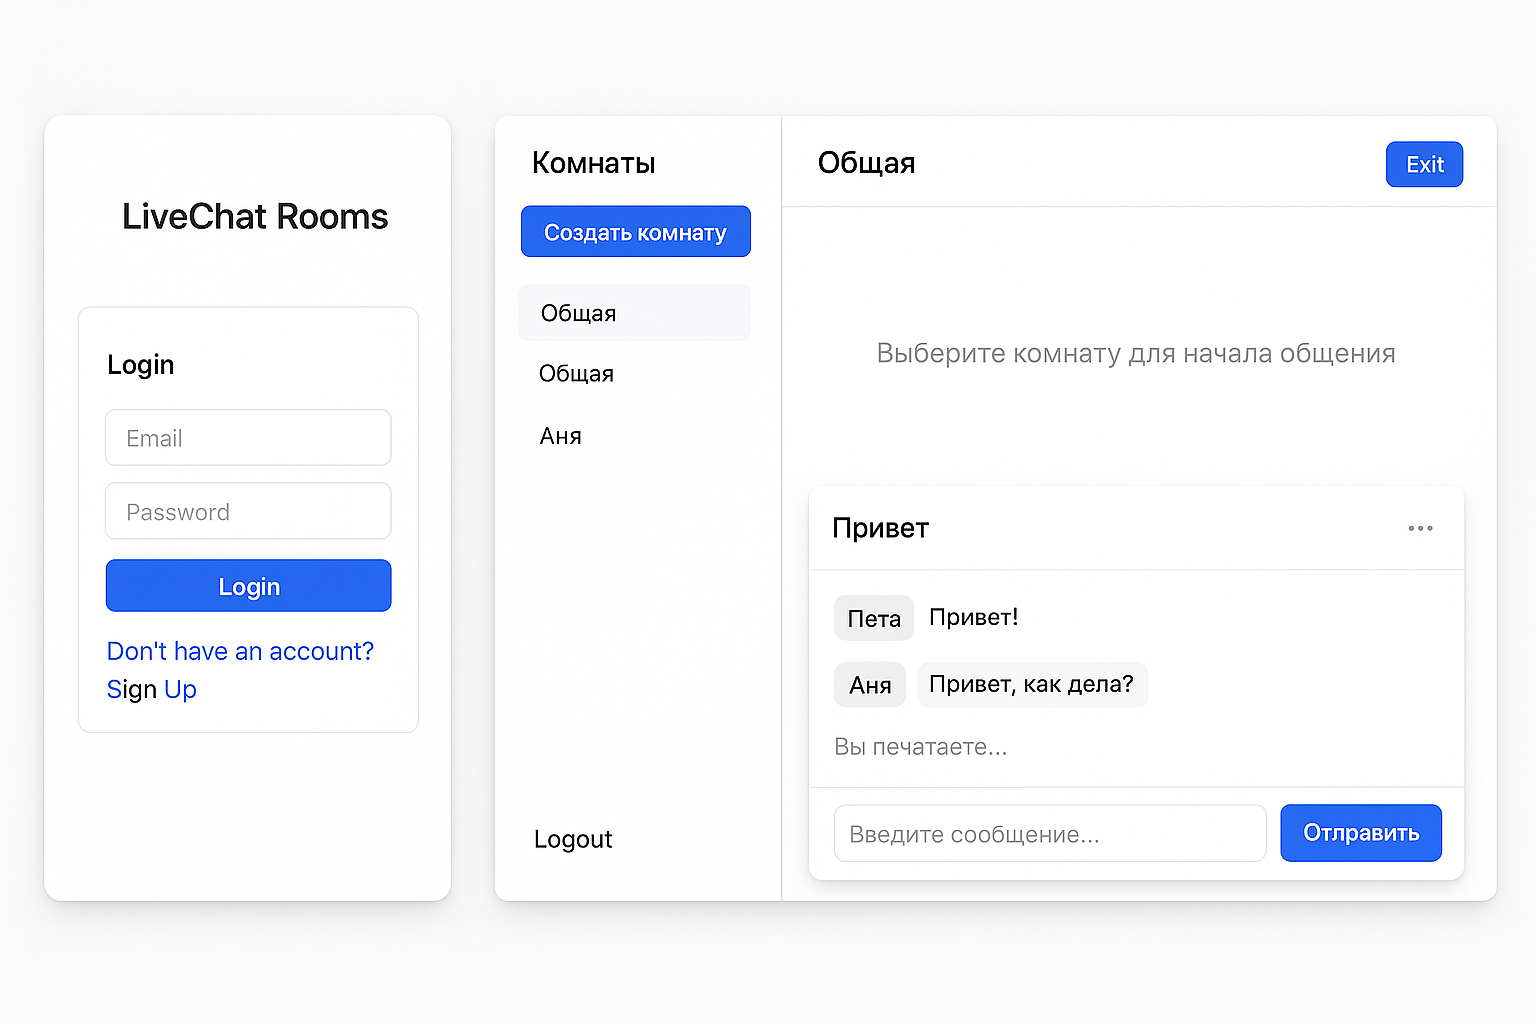 LiveChat Rooms
Login
Email
Password
Login
Don't have an account?
Sign Up
Комнаты
Создать комнату
Общая
Общая
Аня
Logout
Общая
Exit
Выберите комнату для начала общения
Привет
Пета Привет!
Аня Привет, как дела?
Вы печатаете...
Введите сообщение...
Отправить